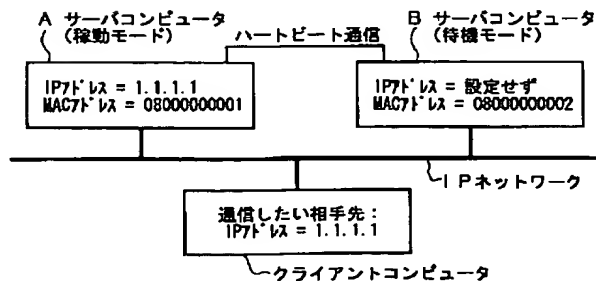 A サーバコンピュータ
(稼動モード)
ハートビート通信
B サーバコンピュータ
(待機モード)
IPアドレス = 1.1.1.1
MACアドレス = 08000000001
IPアドレス = 設定せず
MACアドレス = 08000000002
IPネットワーク
通信したい相手先:
IPアドレス = 1.1.1.1
クライアントコンピュータ